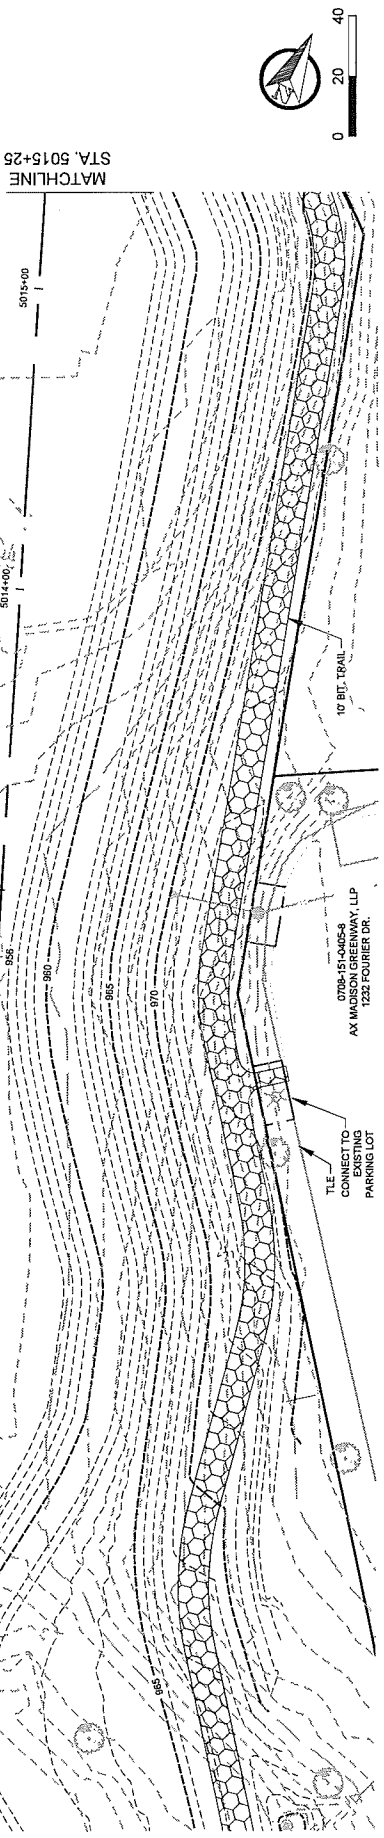 0 20 40
MATCHLINE
STA. 5015+25
5015+00
5014+00
10' BIT. TRAIL
956
960
965
970
0708-151-0405-8
AX MADISON GREENWAY, LLP
1232 FOURIER DR.
TLE
CONNECT TO
EXISTING
PARKING LOT
965